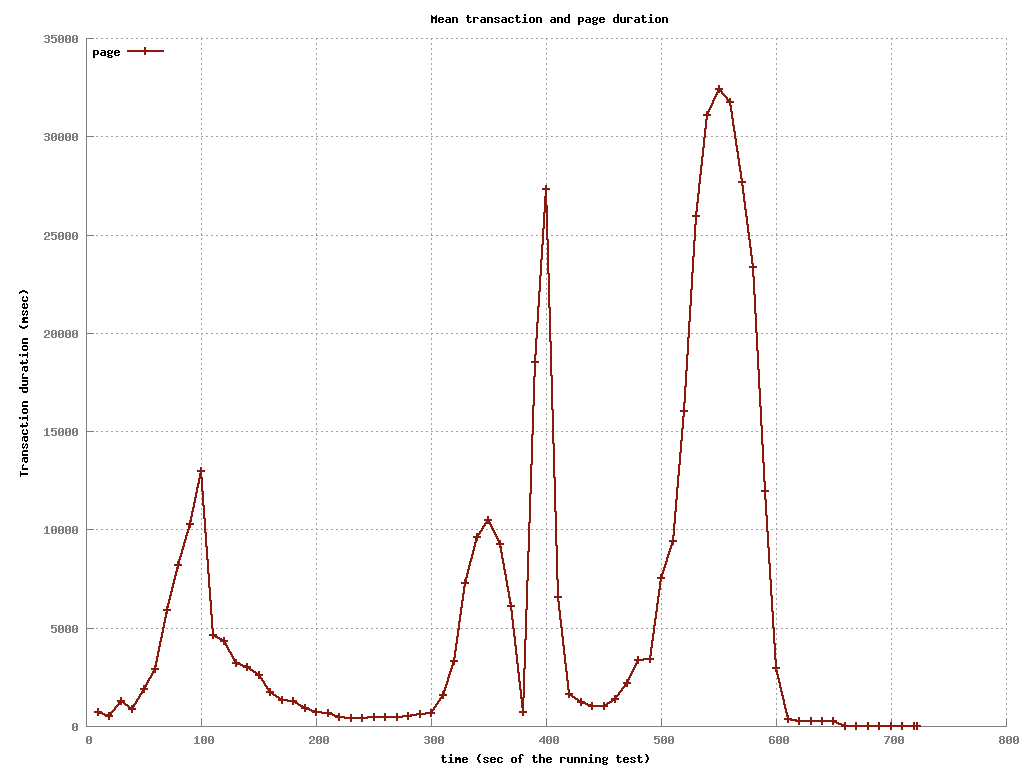 Mean transaction and page duration
page
35000
30000
25000
20000
15000
10000
5000
0
0 100 200 300 400 500 600 700 800
Transaction duration (msec)
time (sec of the running test)